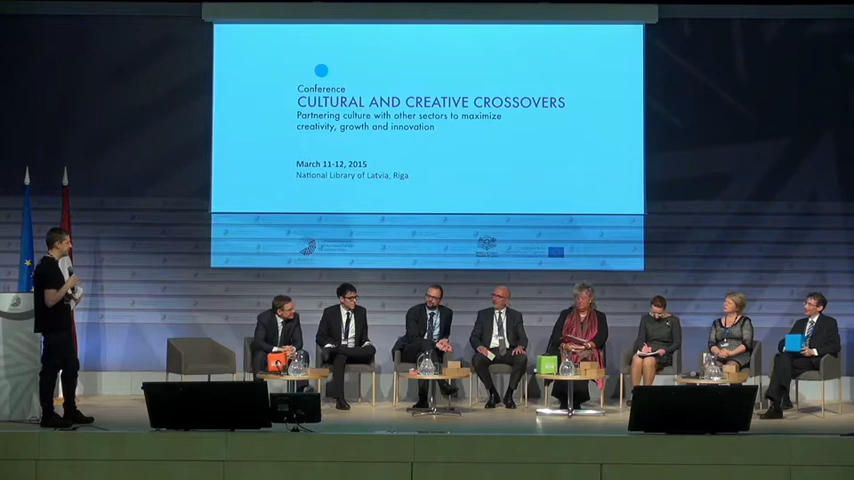 Conference
CULTURAL AND CREATIVE CROSSOVERS
Partnering culture with other sectors to maximize
creativity, growth and innovation
March 11-12, 2015
National Library of Latvia, Riga